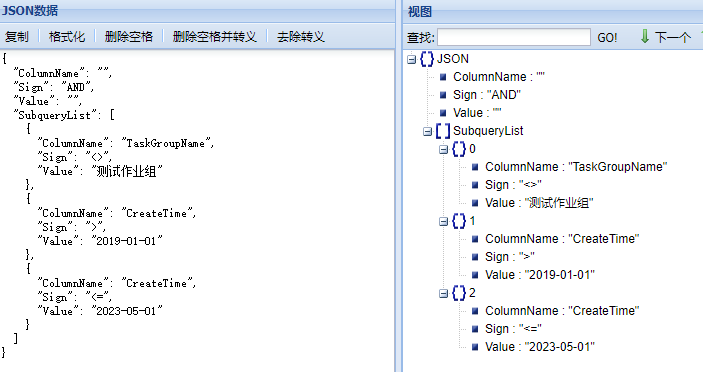 JSON数据
复制 格式化 删除空格 删除空格并转义 去除转义
{
  "ColumnName": "",
  "Sign": "AND",
  "Value": "",
  "SubqueryList": [
    {
      "ColumnName": "TaskGroupName",
      "Sign": "<>",
      "Value": "测试作业组"
    },
    {
      "ColumnName": "CreateTime",
      "Sign": ">",
      "Value": "2019-01-01"
    },
    {
      "ColumnName": "CreateTime",
      "Sign": "<=",
      "Value": "2023-05-01"
    }
  ]
}
视图
查找: GO! 下一个
JSON
ColumnName : ""
Sign : "AND"
Value : ""
SubqueryList
0
ColumnName : "TaskGroupName"
Sign : "<>"
Value : "测试作业组"
1
ColumnName : "CreateTime"
Sign : ">"
Value : "2019-01-01"
2
ColumnName : "CreateTime"
Sign : "<="
Value : "2023-05-01"